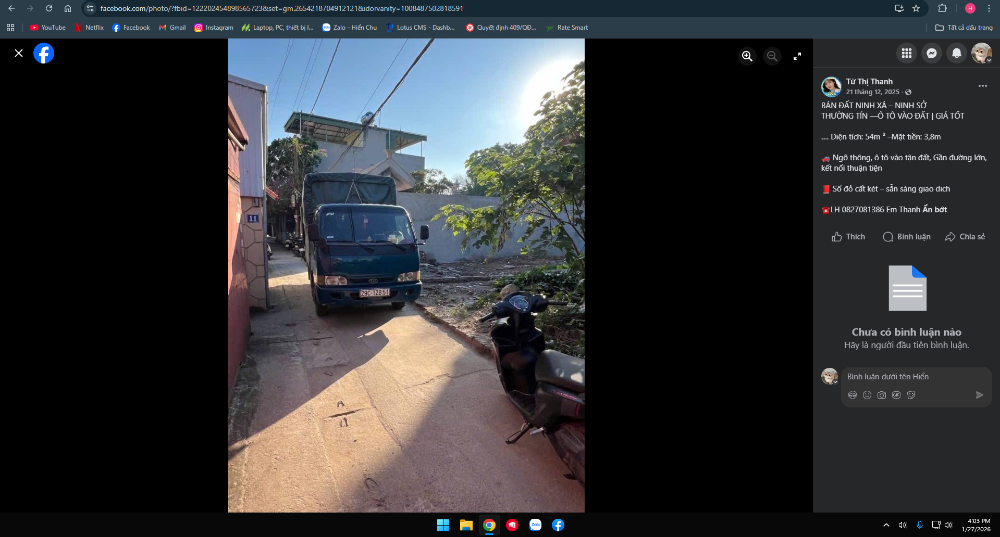 facebook.com/photo/?fbid=122202454898565723&set=gm.2654218704912121&idorvanity=1008487502818591
H
YouTube
Netflix
Facebook
Gmail
Instagram
Laptop, PC, thiết bị l...
Zalo - Hiển Chu
Lotus CMS - Dashb...
Quyết định 409/QĐ...
Rate Smart
Tất cả dấu trang
11
29C-128.51
Từ Thị Thanh
21 tháng 12, 2025 ·
BÁN ĐẤT NINH XÁ – NINH SỞ
THƯỜNG TÍN —Ô TÔ VÀO ĐẤT | GIÁ TỐT
.... Diện tích: 54m ² –Mặt tiền: 3,8m
🚗 Ngõ thông, ô tô vào tận đất, Gần đường lớn,
kết nối thuận tiện
📕 Sổ đỏ cất két – sẵn sàng giao dich
☎️LH 0827081386 Em Thanh Ẩn bớt
Thích
Bình luận
Chia sẻ
Chưa có bình luận nào
Hãy là người đầu tiên bình luận.
Bình luận dưới tên Hiển
GIF
Zalo
4:03 PM
1/27/2026